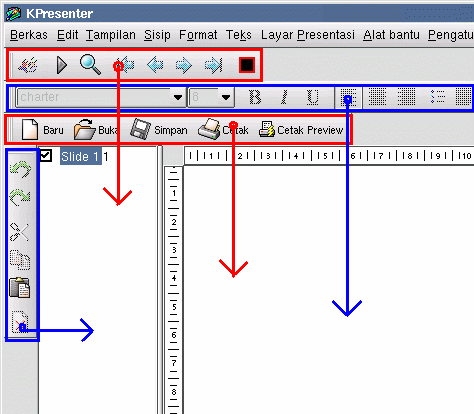 KPresenter
Berkas Edit Tampilan Sisip Format Teks Layar Presentasi Alat bantu Pengatu
charter 8 B I U
Baru Buka Simpan Cetak Cetak Preview
Slide 1 1
1 2 3 4 5 6 7 8 9 10
1
2
3
4
5
6
7
8